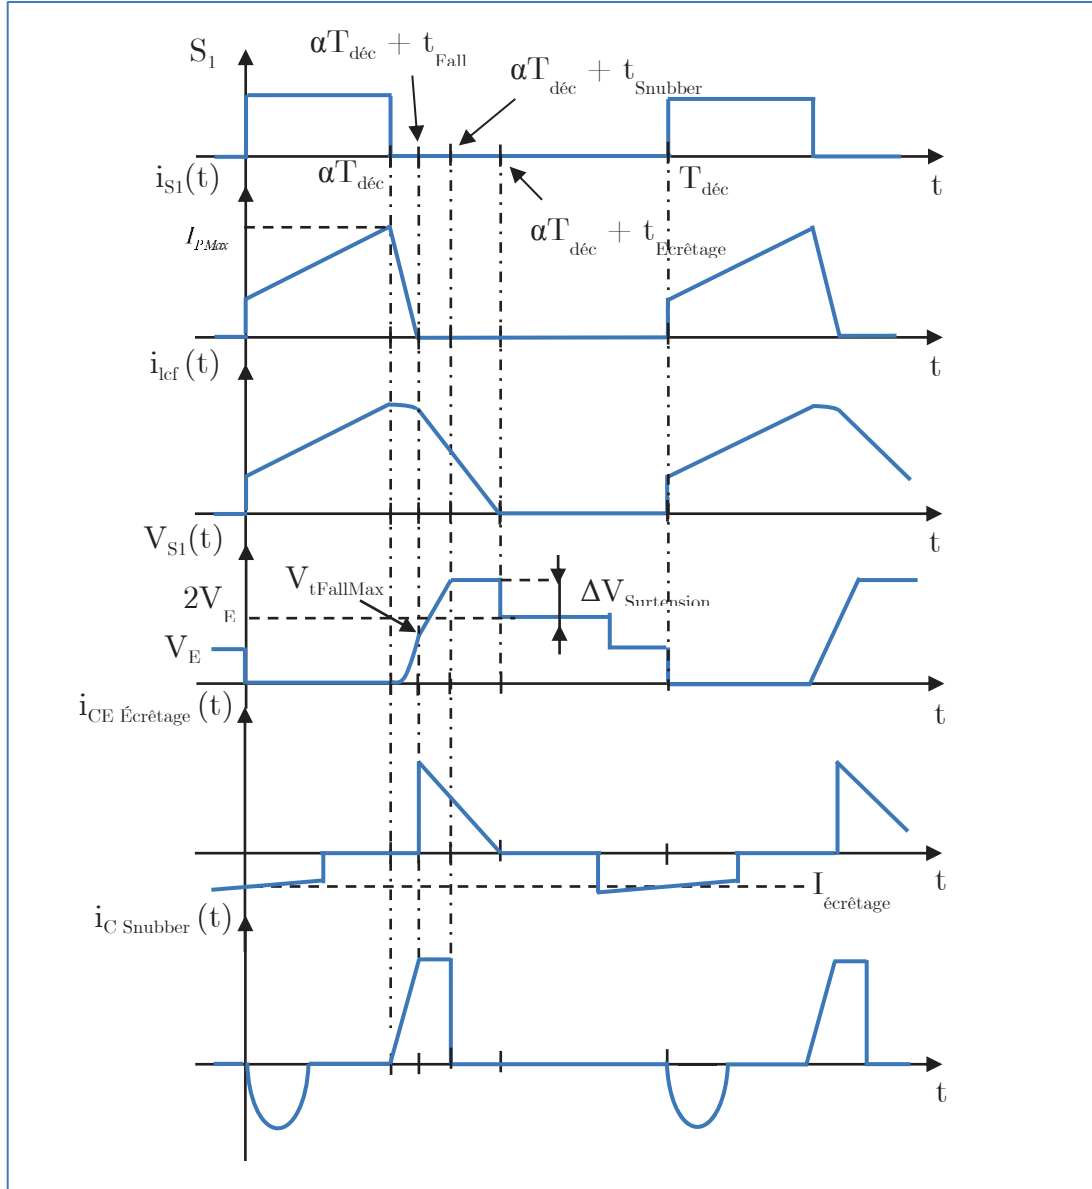 S1
αTdéc + tFall
αTdéc + tSnubber
iS1(t)
αTdéc
Tdéc
t
IPMax
αTdéc + tEcrêtage
ilcf (t)
t
VS1(t)
t
VtFallMax
2VE
ΔVSurtension
VE
iCE Écrêtage (t)
t
t
Iécrêtage
iC Snubber (t)
t